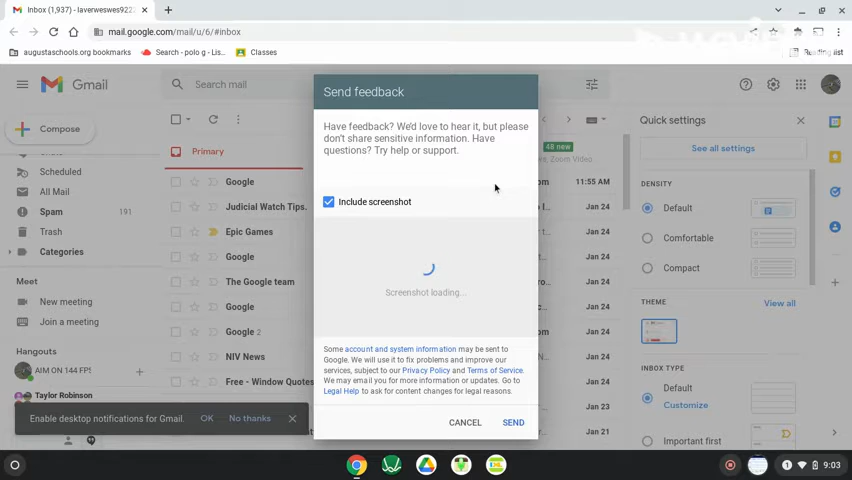 Inbox (1,937) - laverweswes922
mail.google.com/mail/u/6/#inbox
augustaschools.org bookmarks
Search - polo g - Lin...
Classes
Reading list
Gmail
Search mail
Compose
Scheduled
All Mail
Spam 191
Trash
Categories
Meet
New meeting
Join a meeting
Hangouts
AIM ON 144 FPS
Taylor Robinson
Primary
48 new
Zoom Video
Google 11:55 AM
Judicial Watch Tips. Jan 24
Epic Games Jan 24
Google Jan 24
The Google team Jan 24
Google Jan 24
Google 2 Jan 24
NIV News Jan 24
Free - Window Quotes Jan 24
Jan 23
Jan 21
Send feedback
Have feedback? We'd love to hear it, but please
don't share sensitive information. Have
questions? Try help or support.
Include screenshot
Screenshot loading...
Some account and system information may be sent to
Google. We will use it to fix problems and improve our
services, subject to our Privacy Policy and Terms of Service.
We may email you for more information or updates. Go to
Legal Help to ask for content changes for legal reasons.
CANCEL SEND
Quick settings
See all settings
DENSITY
Default
Comfortable
Compact
THEME View all
INBOX TYPE
Default
Customize
Important first
Enable desktop notifications for Gmail. OK No thanks
1
9:03